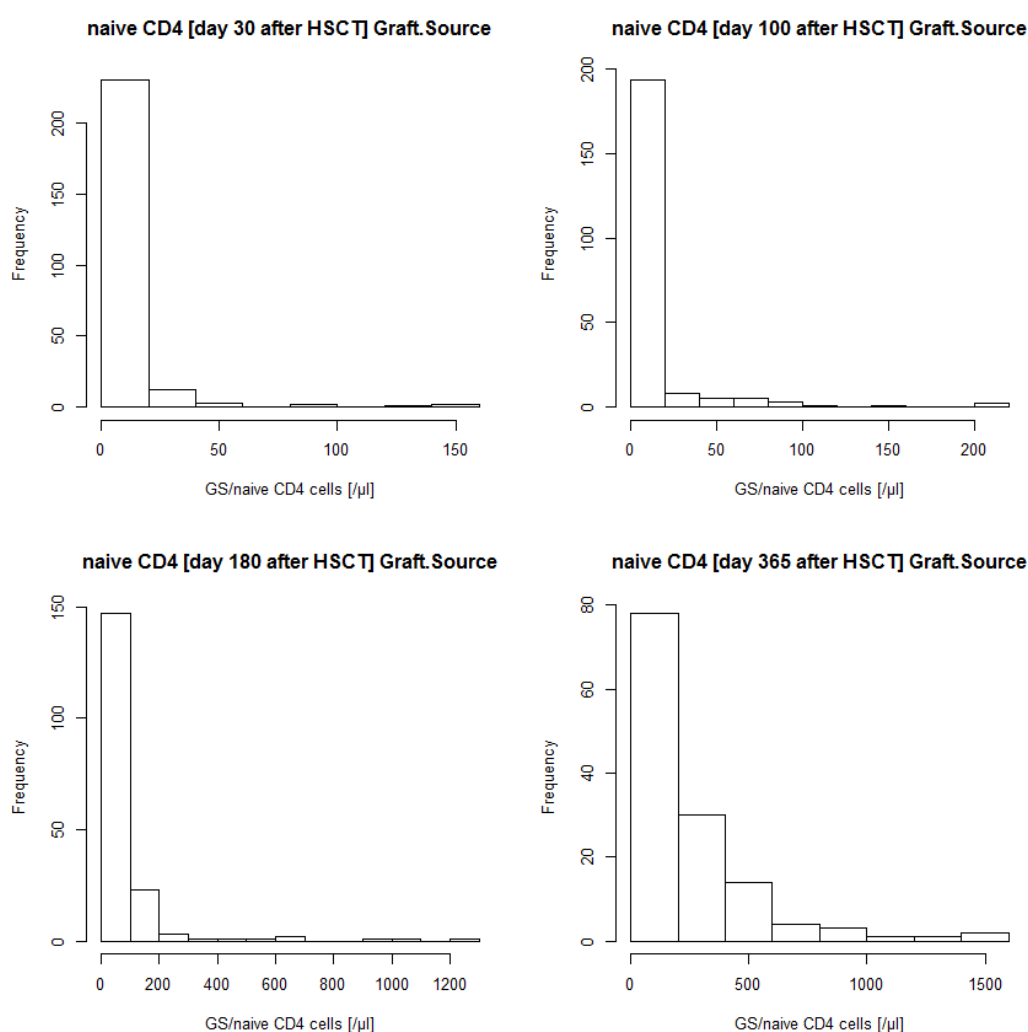 naive CD4 [day 30 after HSCT] Graft.Source
Frequency
200
150
100
50
0
0 50 100 150
GS/naive CD4 cells [/µl]
naive CD4 [day 100 after HSCT] Graft.Source
Frequency
200
150
100
50
0
0 50 100 150 200
GS/naive CD4 cells [/µl]
naive CD4 [day 180 after HSCT] Graft.Source
Frequency
150
100
50
0
0 200 400 600 800 1000 1200
GS/naive CD4 cells [/µl]
naive CD4 [day 365 after HSCT] Graft.Source
Frequency
80
60
40
20
0
0 500 1000 1500
GS/naive CD4 cells [/µl]